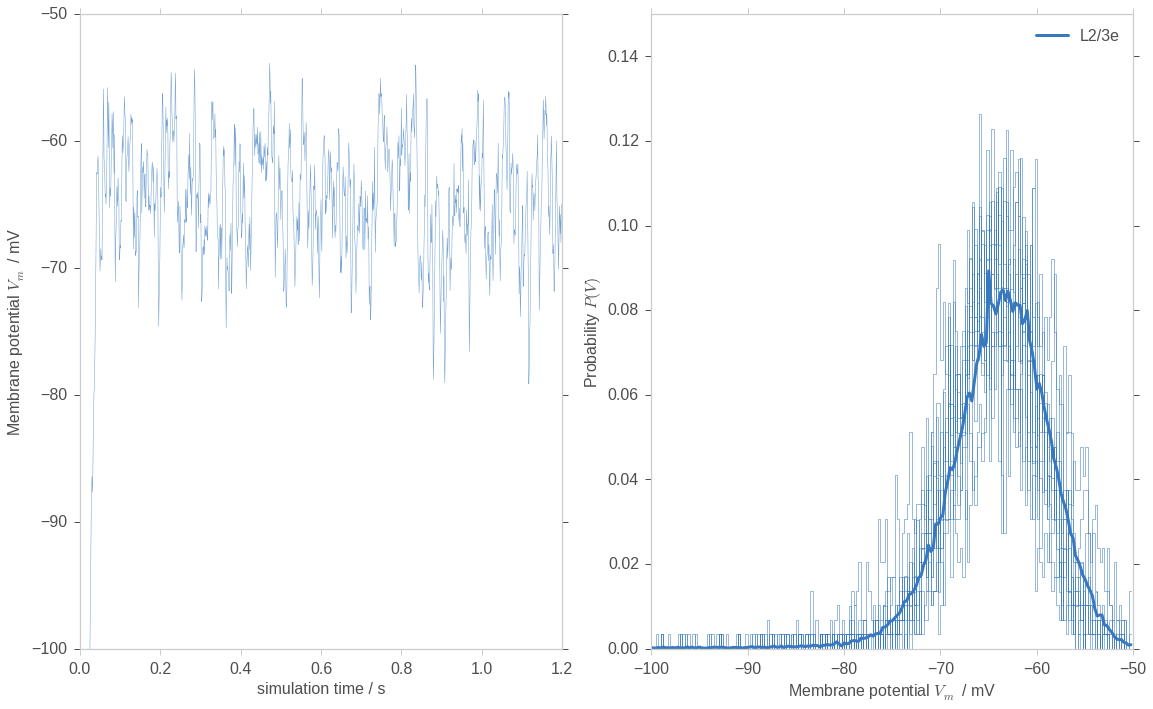 −50
−60
−70
−80
−90
−100
Membrane potential V_m / mV
0.0 0.2 0.4 0.6 0.8 1.0 1.2
simulation time / s
0.14
0.12
0.10
0.08
0.06
0.04
0.02
0.00
Probability P(V)
L2/3e
−100 −90 −80 −70 −60 −50
Membrane potential V_m / mV